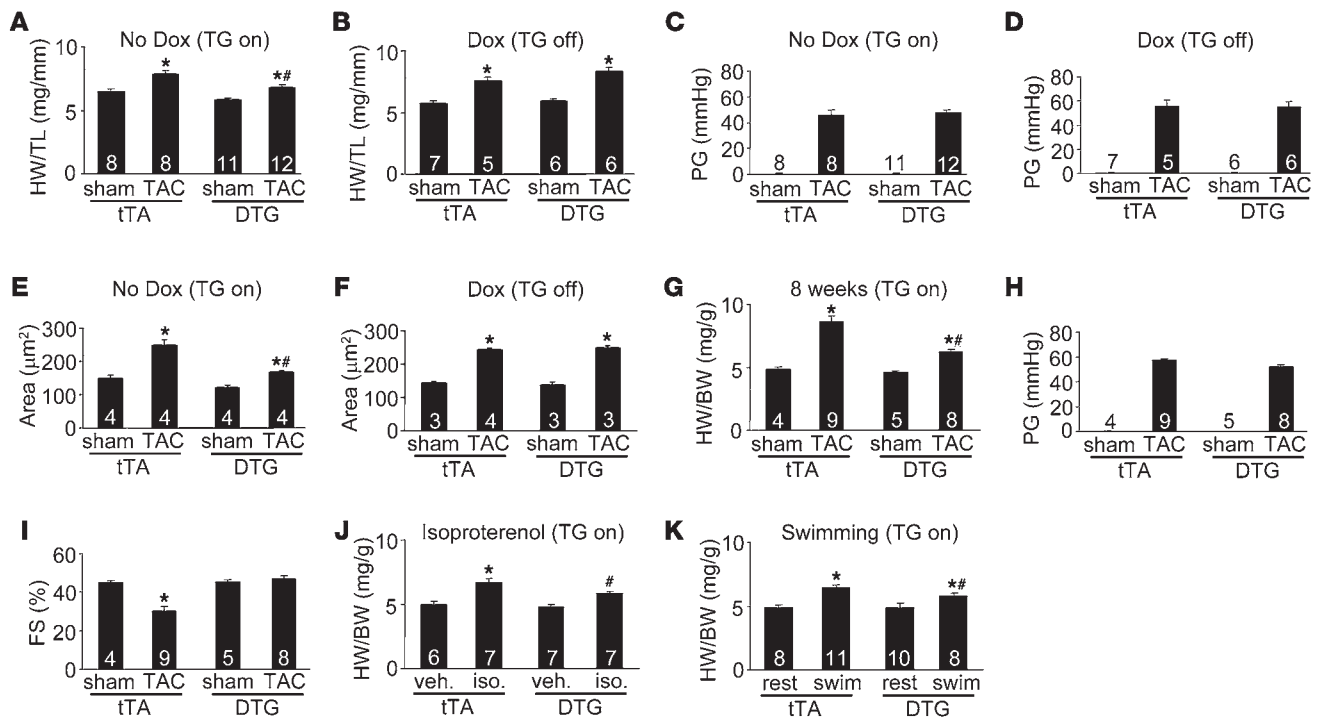 A
No Dox (TG on)
HW/TL (mg/mm)
10
5
0
*
*#
8
8
11
12
sham TAC sham TAC
tTA DTG
B
Dox (TG off)
HW/TL (mg/mm)
10
5
0
*
*
7
5
6
6
sham TAC sham TAC
tTA DTG
C
No Dox (TG on)
PG (mmHg)
80
60
40
20
0
8
8
11
12
sham TAC sham TAC
tTA DTG
D
Dox (TG off)
PG (mmHg)
80
60
40
20
0
7
5
6
6
sham TAC sham TAC
tTA DTG
E
No Dox (TG on)
Area (μm²)
300
200
100
0
*
*#
4
4
4
4
sham TAC sham TAC
tTA DTG
F
Dox (TG off)
Area (μm²)
300
200
100
0
*
*
3
4
3
3
sham TAC sham TAC
tTA DTG
G
8 weeks (TG on)
HW/BW (mg/g)
10
5
0
*
*#
4
9
5
8
sham TAC sham TAC
tTA DTG
H
PG (mmHg)
80
60
40
20
0
4
9
5
8
sham TAC sham TAC
tTA DTG
I
FS (%)
60
40
20
0
*
4
9
5
8
sham TAC sham TAC
tTA DTG
J
Isoproterenol (TG on)
HW/BW (mg/g)
10
5
0
*
#
6
7
7
7
veh. iso. veh. iso.
tTA DTG
K
Swimming (TG on)
HW/BW (mg/g)
10
5
0
*
*#
8
11
10
8
rest swim rest swim
tTA DTG